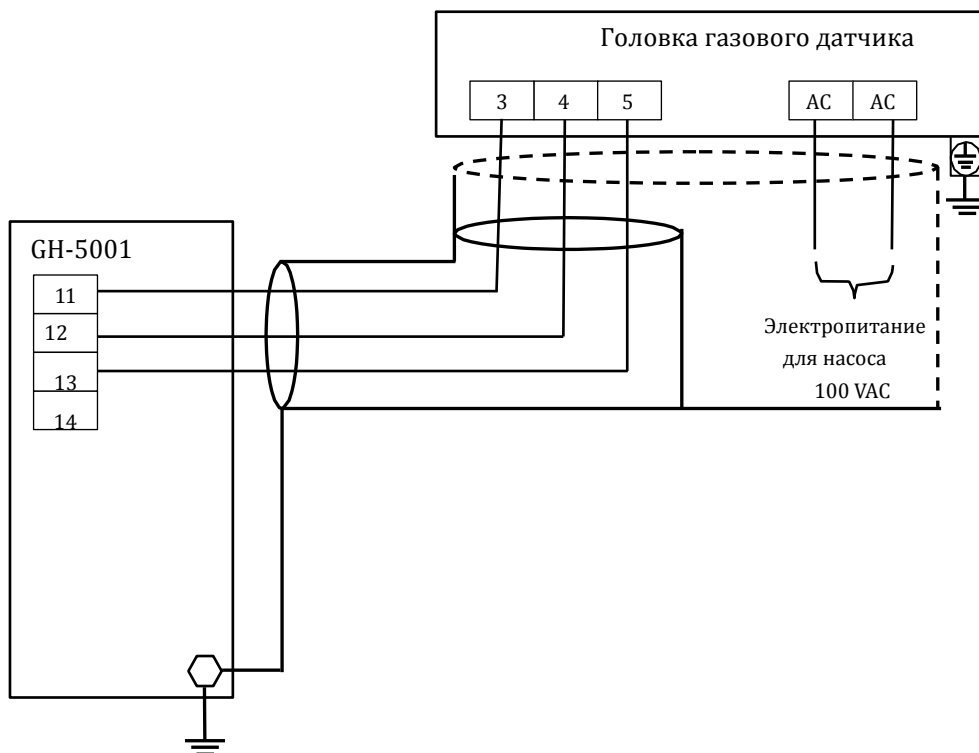 Головка газового датчика
3 4 5 AC AC
GH-5001
11
12
13
14
Электропитание
для насоса
100 VAC